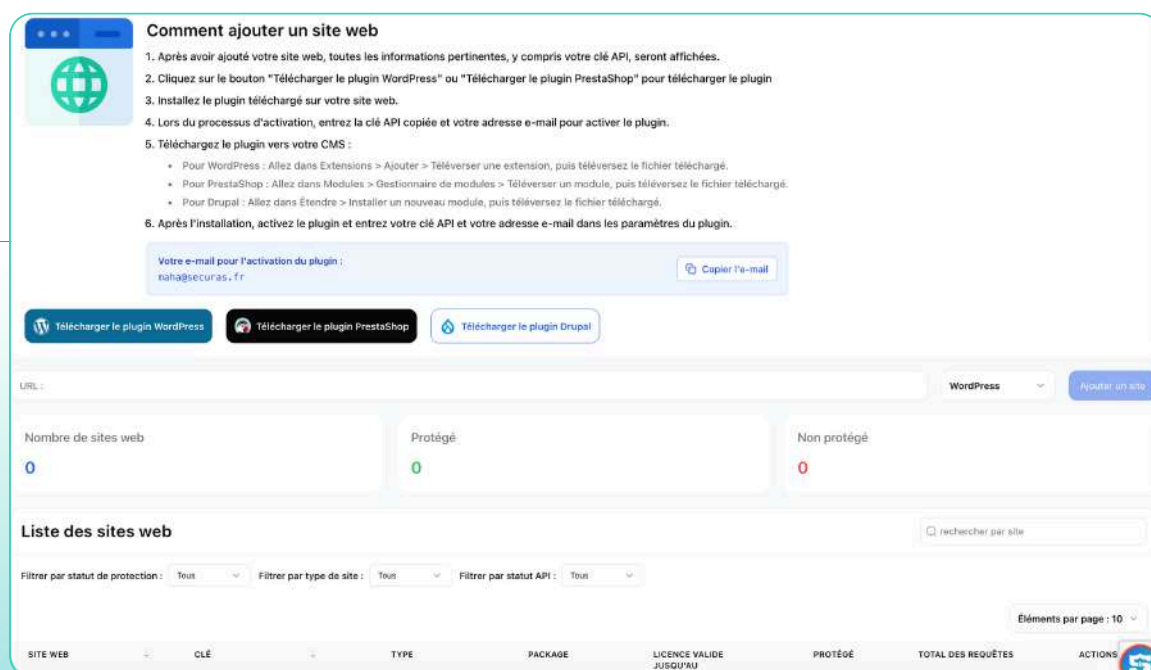 Comment ajouter un site web
1. Après avoir ajouté votre site web, toutes les informations pertinentes, y compris votre clé API, seront affichées.
2. Cliquez sur le bouton "Télécharger le plugin WordPress" ou "Télécharger le plugin PrestaShop" pour télécharger le plugin
3. Installez le plugin téléchargé sur votre site web.
4. Lors du processus d'activation, entrez la clé API copiée et votre adresse e-mail pour activer le plugin.
5. Téléchargez le plugin vers votre CMS :
• Pour WordPress : Allez dans Extensions > Ajouter > Téléverser une extension, puis téléversez le fichier téléchargé.
• Pour PrestaShop : Allez dans Modules > Gestionnaire de modules > Téléverser un module, puis téléversez le fichier téléchargé.
• Pour Drupal : Allez dans Étendre > Installer un nouveau module, puis téléversez le fichier téléchargé.
6. Après l'installation, activez le plugin et entrez votre clé API et votre adresse e-mail dans les paramètres du plugin.
Votre e-mail pour l'activation du plugin :
maha@securas.fr
Copier l'e-mail
Télécharger le plugin WordPress
Télécharger le plugin PrestaShop
Télécharger le plugin Drupal
URL :
WordPress
Ajouter un site
Nombre de sites web
Protégé
Non protégé
0
0
0
Liste des sites web
rechercher par site
Filtrer par statut de protection : Tous
Filtrer par type de site : Tous
Filtrer par statut API : Tous
Éléments par page : 10
SITE WEB
CLÉ
TYPE
PACKAGE
LICENCE VALIDE JUSQU'AU
PROTÉGÉ
TOTAL DES REQUÊTES
ACTIONS